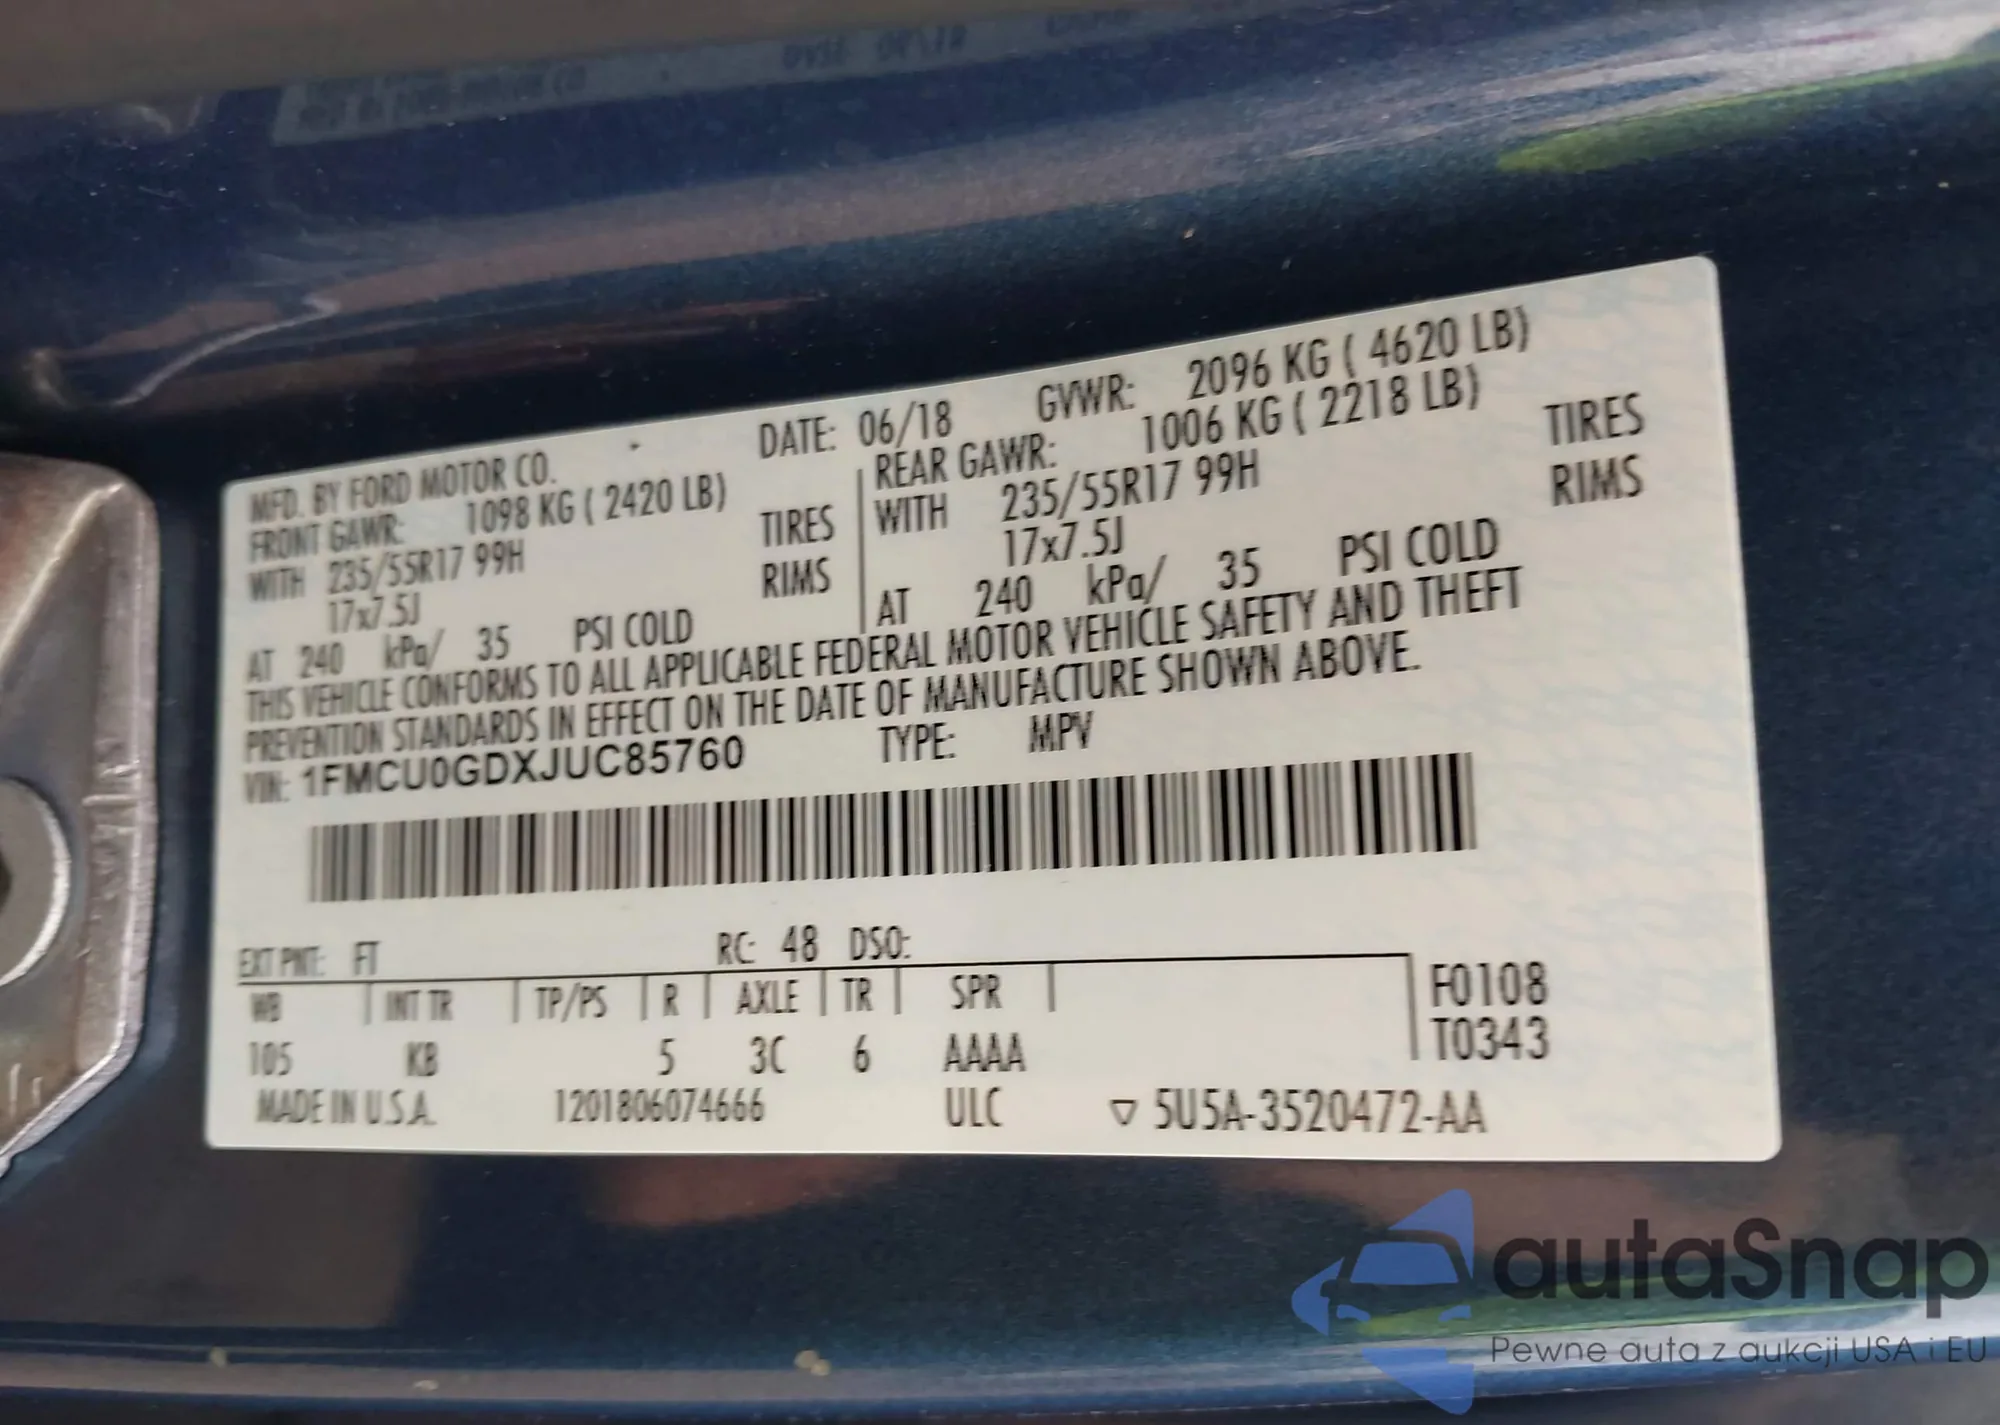 MFD. BY FORD MOTOR CO. DATE: 06/18 GVWR: 2096 KG ( 4620 LB)
FRONT GAWR: 1098 KG ( 2420 LB) REAR GAWR: 1006 KG ( 2218 LB)
WITH 235/55R17 99H TIRES WITH 235/55R17 99H TIRES
17x7.5J RIMS 17x7.5J RIMS
AT 240 kPa/ 35 PSI COLD AT 240 kPa/ 35 PSI COLD
THIS VEHICLE CONFORMS TO ALL APPLICABLE FEDERAL MOTOR VEHICLE SAFETY AND THEFT
PREVENTION STANDARDS IN EFFECT ON THE DATE OF MANUFACTURE SHOWN ABOVE.
VIN: 1FMCU0GDXJUC85760 TYPE: MPV
EXT PNT: FT RC: 48 DSO:
WB INT TR TP/PS R AXLE TR SPR F0108
105 KB 5 3C 6 AAAA T0343
MADE IN U.S.A. 1201806074666 ULC ▽ 5U5A-3520472-AA
autaSnap
Pewne auta z aukcji USA i EU